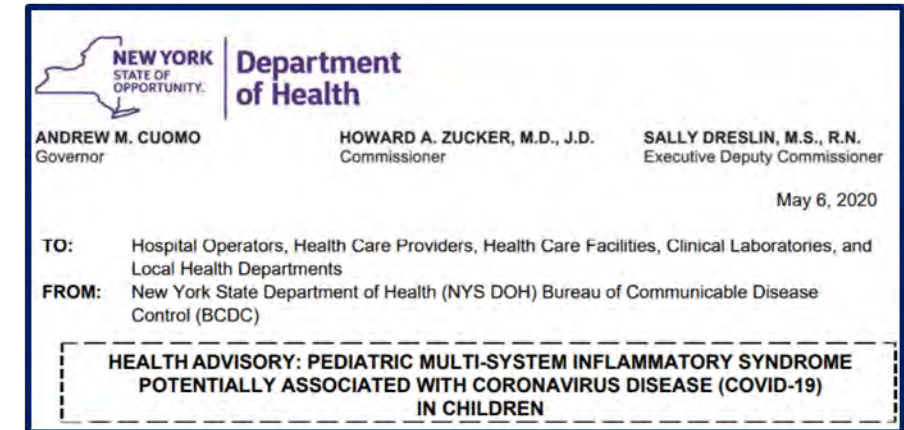 NEW YORK
STATE OF
OPPORTUNITY.
Department
of Health
ANDREW M. CUOMO
Governor
HOWARD A. ZUCKER, M.D., J.D.
Commissioner
SALLY DRESLIN, M.S., R.N.
Executive Deputy Commissioner
May 6, 2020
TO: Hospital Operators, Health Care Providers, Health Care Facilities, Clinical Laboratories, and
Local Health Departments
FROM: New York State Department of Health (NYS DOH) Bureau of Communicable Disease
Control (BCDC)
HEALTH ADVISORY: PEDIATRIC MULTI-SYSTEM INFLAMMATORY SYNDROME
POTENTIALLY ASSOCIATED WITH CORONAVIRUS DISEASE (COVID-19)
IN CHILDREN